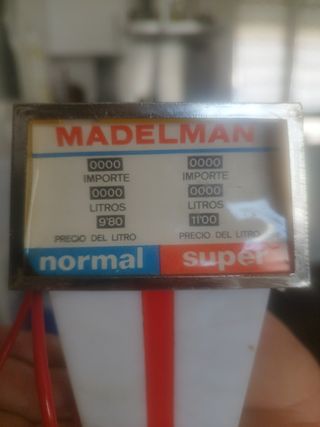 MADELMAN
0000 0000
IMPORTE IMPORTE
0000 0000
LITROS LITROS
9'80 11'00
PRECIO DEL LITRO PRECIO DEL LITRO
normal super